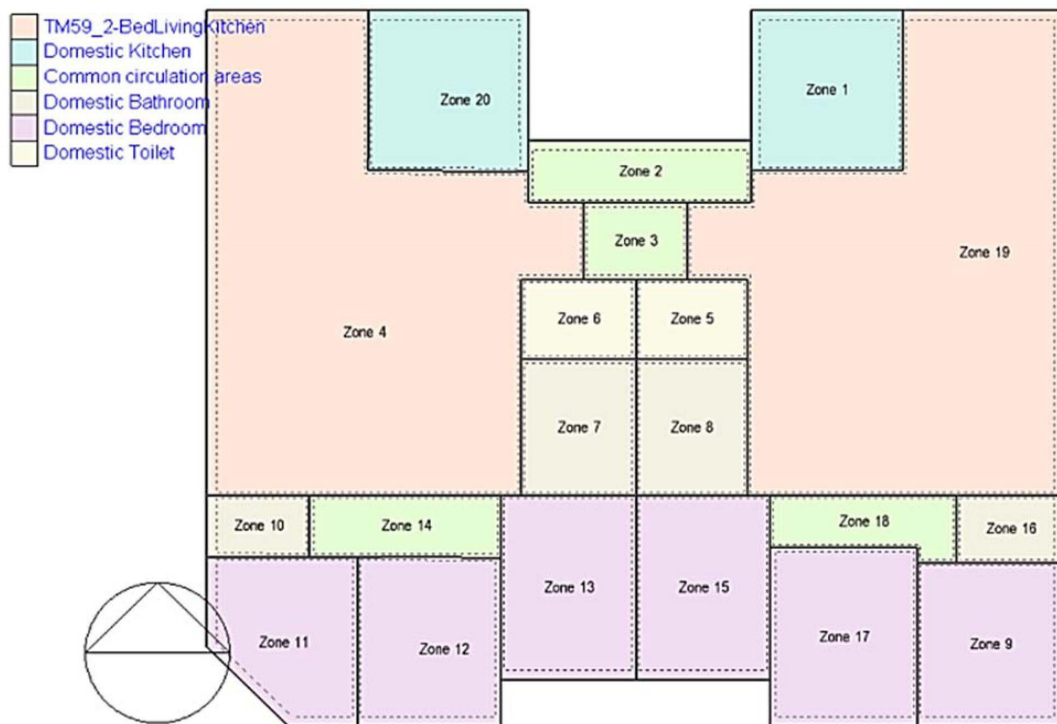 TM59_2-BedLivingKitchen
Domestic Kitchen
Common circulation areas
Domestic Bathroom
Domestic Bedroom
Domestic Toilet
Zone 20
Zone 1
Zone 2
Zone 3
Zone 19
Zone 4
Zone 6
Zone 5
Zone 7
Zone 8
Zone 10
Zone 14
Zone 18
Zone 16
Zone 13
Zone 15
Zone 11
Zone 12
Zone 17
Zone 9